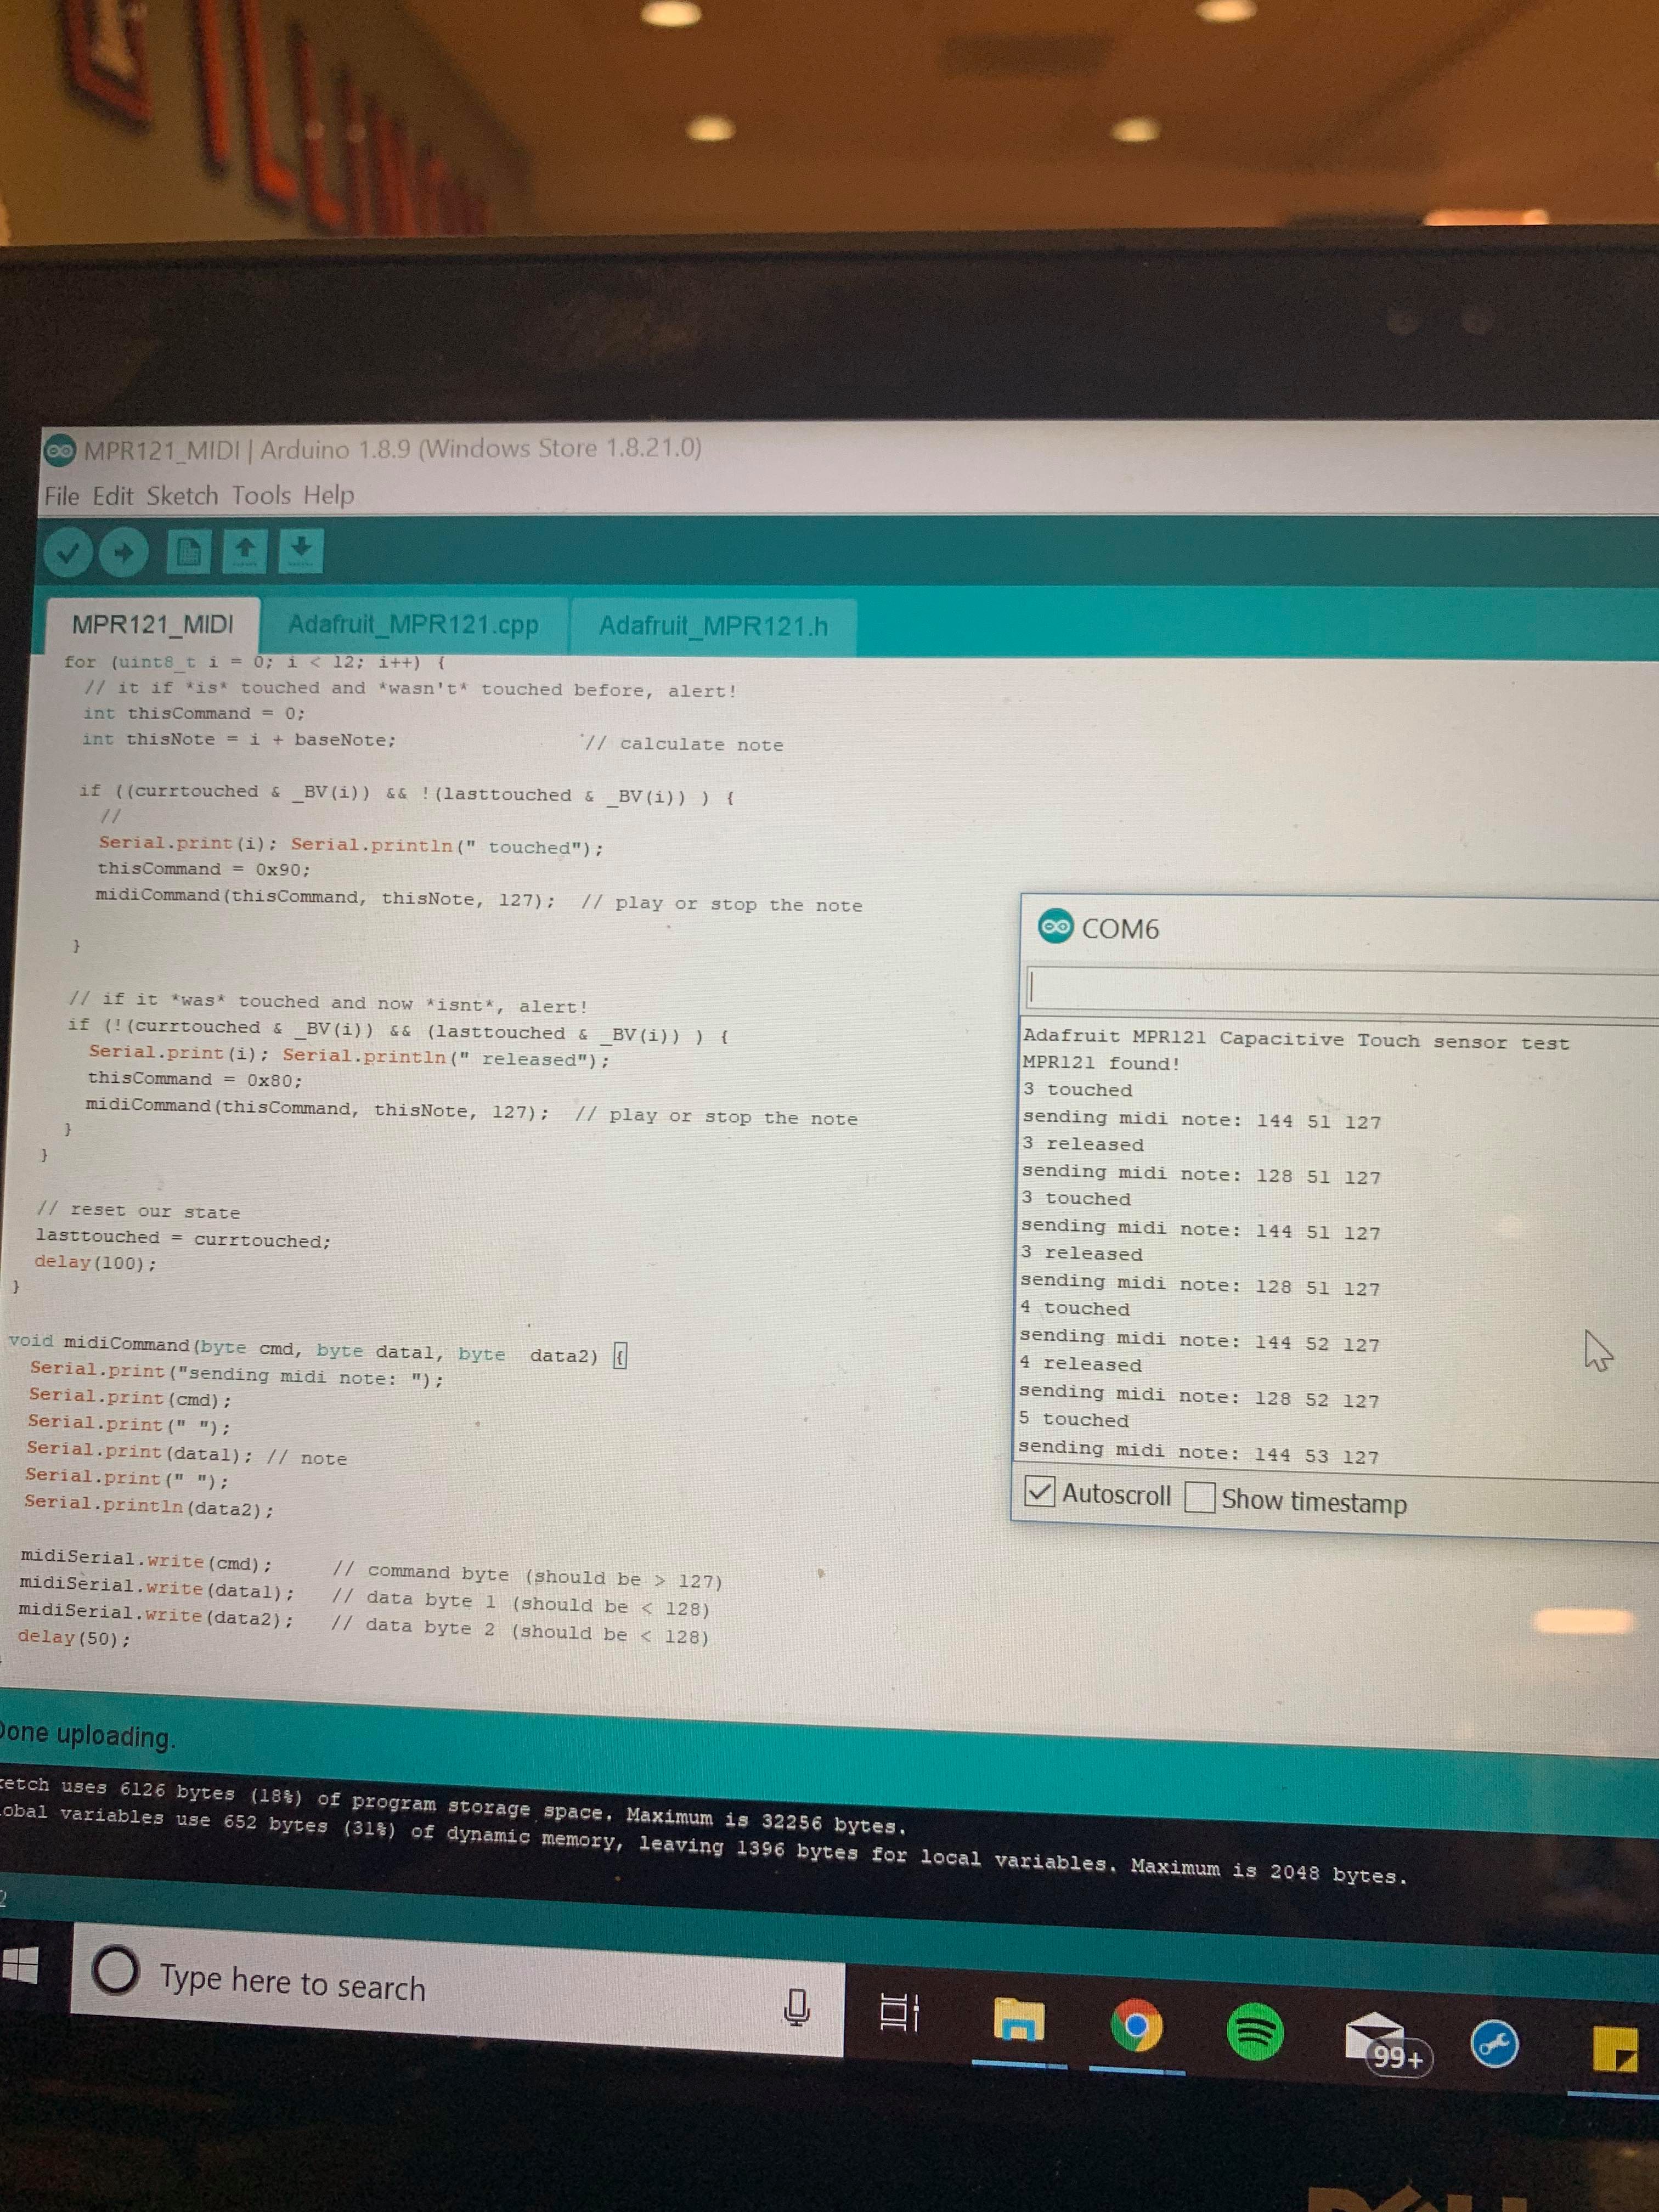 MPR121_MIDI | Arduino 1.8.9 (Windows Store 1.8.21.0)
File Edit Sketch Tools Help
MPR121_MIDI Adafruit_MPR121.cpp Adafruit_MPR121.h
for (uint8_t i = 0; i < 12; i++) {
// it if *is* touched and *wasn't* touched before, alert!
int thisCommand = 0;
int thisNote = i + baseNote; // calculate note
if ((currtouched & _BV(i)) && !(lasttouched & _BV(i)) ) {
//
Serial.print(i); Serial.println(" touched");
thisCommand = 0x90;
midiCommand(thisCommand, thisNote, 127); // play or stop the note
}
// if it *was* touched and now *isnt*, alert!
if (!(currtouched & _BV(i)) && (lasttouched & _BV(i)) ) {
Serial.print(i); Serial.println(" released");
thisCommand = 0x80;
midiCommand(thisCommand, thisNote, 127); // play or stop the note
}
}
// reset our state
lasttouched = currtouched;
delay(100);
}
void midiCommand(byte cmd, byte data1, byte data2) {
Serial.print("sending midi note: ");
Serial.print(cmd);
Serial.print(" ");
Serial.print(data1); // note
Serial.print(" ");
Serial.println(data2);
midiSerial.write(cmd); // command byte (should be > 127)
midiSerial.write(data1); // data byte 1 (should be < 128)
midiSerial.write(data2); // data byte 2 (should be < 128)
delay(50);
COM6
Adafruit MPR121 Capacitive Touch sensor test
MPR121 found!
3 touched
sending midi note: 144 51 127
3 released
sending midi note: 128 51 127
3 touched
sending midi note: 144 51 127
3 released
sending midi note: 128 51 127
4 touched
sending midi note: 144 52 127
4 released
sending midi note: 128 52 127
5 touched
sending midi note: 144 53 127
Autoscroll Show timestamp
Done uploading.
ketch uses 6126 bytes (18%) of program storage space. Maximum is 32256 bytes.
obal variables use 652 bytes (31%) of dynamic memory, leaving 1396 bytes for local variables. Maximum is 2048 bytes.
2
Type here to search
99+
DELL